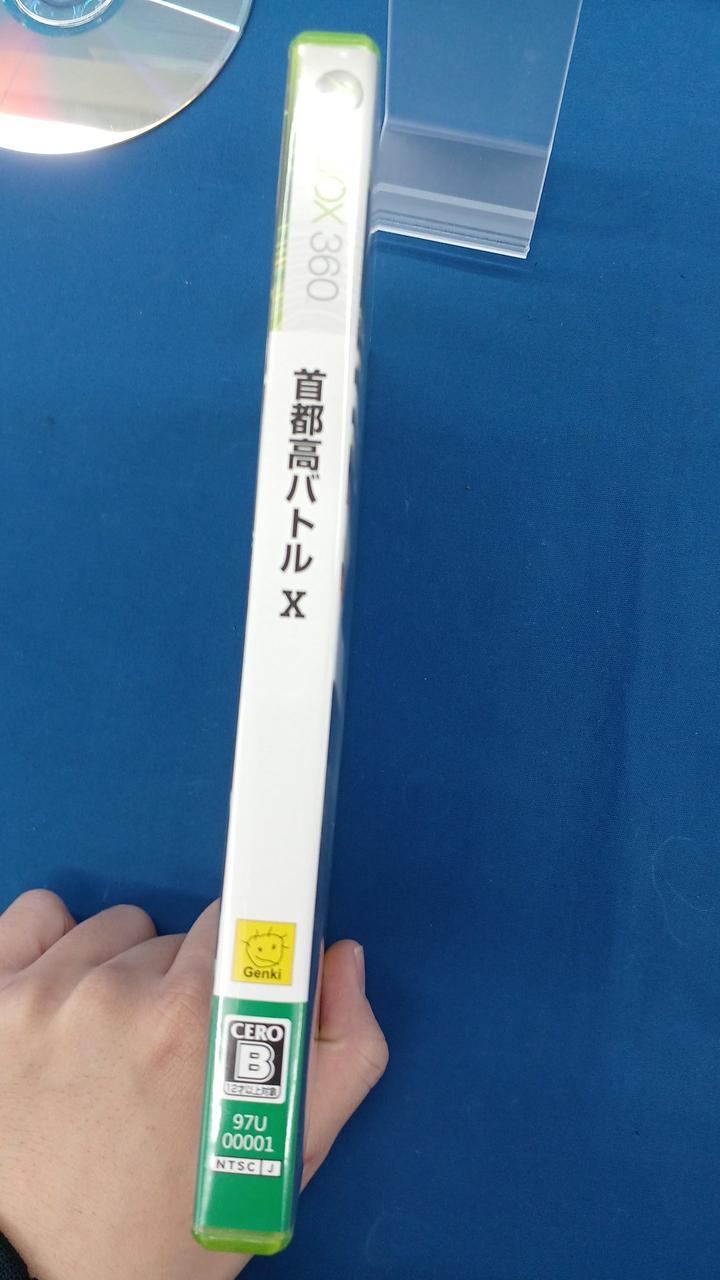 XBOX 360
首都高バトル X
Genki
CERO
B
12才以上対象
97U
00001
NTSC J